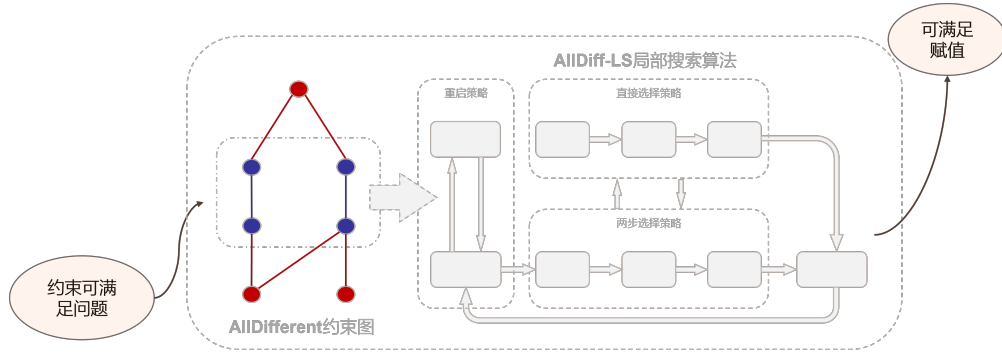 可满足
赋值
AllDiff-LS局部搜索算法
重启策略
直接选择策略
两步选择策略
约束可满
足问题
AllDifferent约束图